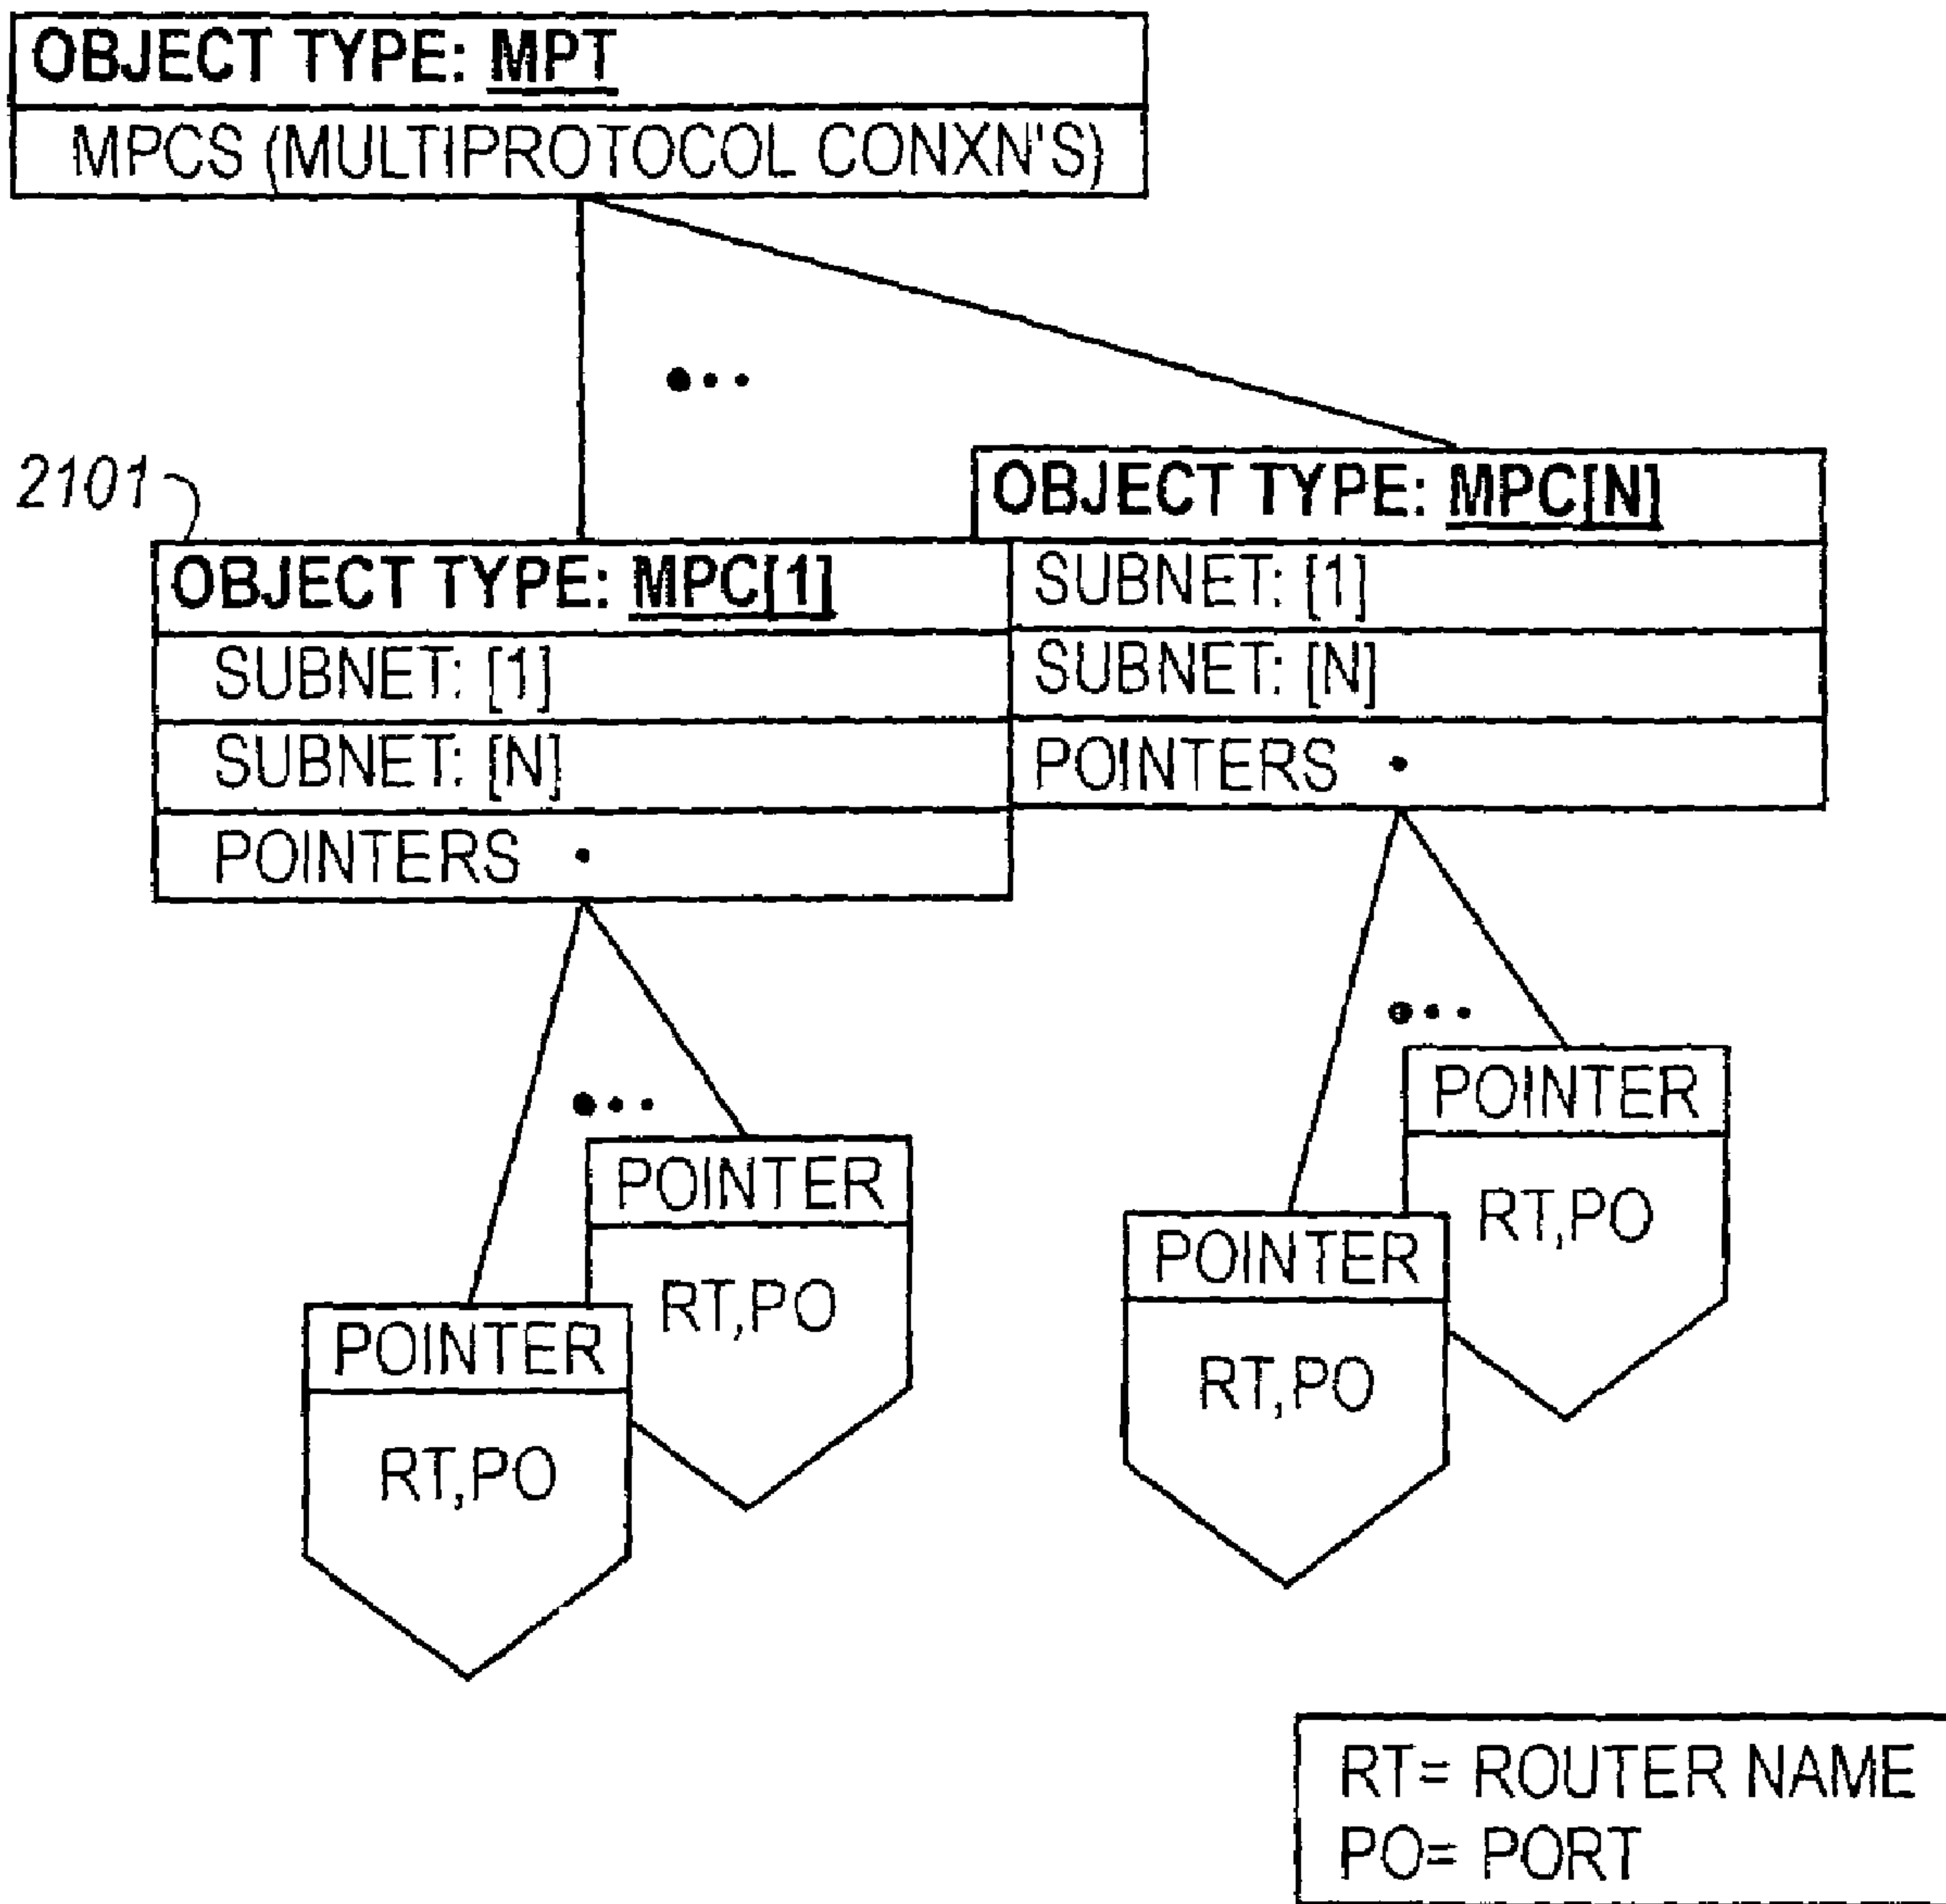 OBJECT TYPE: MPT
MPCS (MULTIPROTOCOL CONXN'S)
2101
OBJECT TYPE: MPC[N]
SUBNET: [1]
SUBNET: [N]
POINTERS
OBJECT TYPE: MPC[1]
SUBNET: [1]
SUBNET: [N]
POINTERS
POINTER
RT,PO
POINTER
RT,PO
POINTER
RT,PO
POINTER
RT,PO
RT= ROUTER NAME
PO= PORT